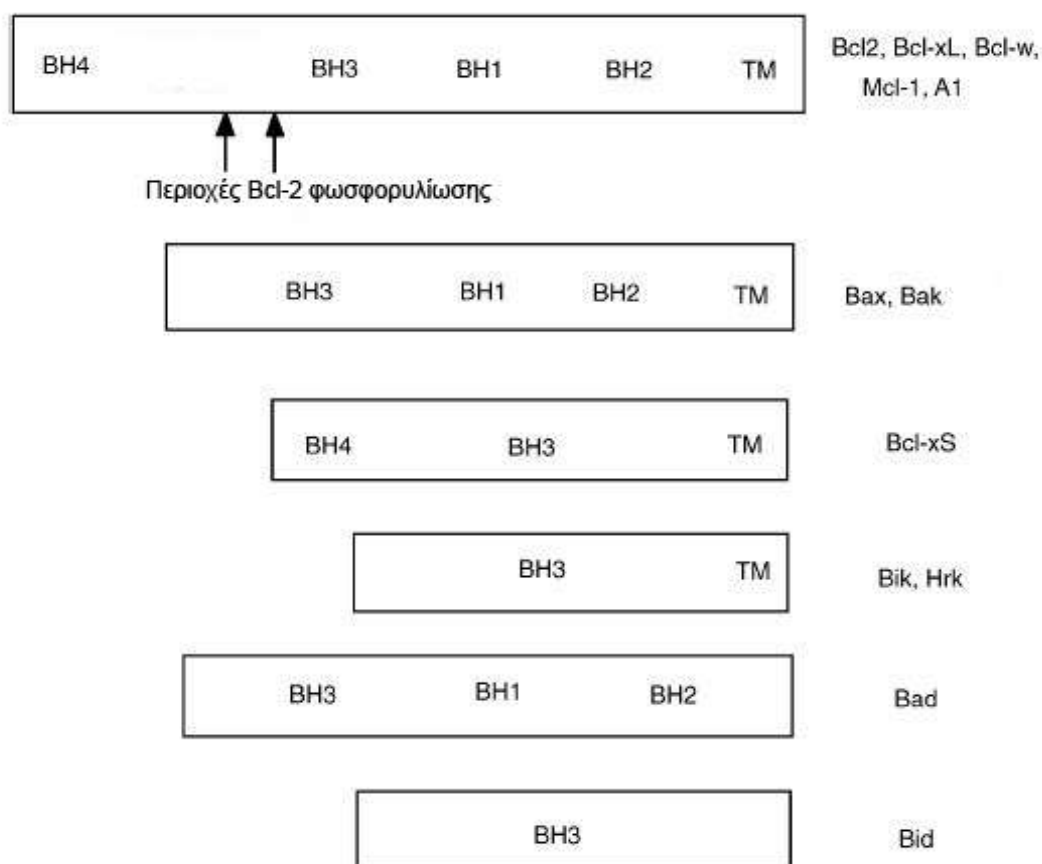 BH4 BH3 BH1 BH2 TM Bcl2, Bcl-xL, Bcl-w,
Mcl-1, A1
Περιοχές Bcl-2 φωσφορυλίωσης
BH3 BH1 BH2 TM Bax, Bak
BH4 BH3 TM Bcl-xS
BH3 TM Bik, Hrk
BH3 BH1 BH2 Bad
BH3 Bid